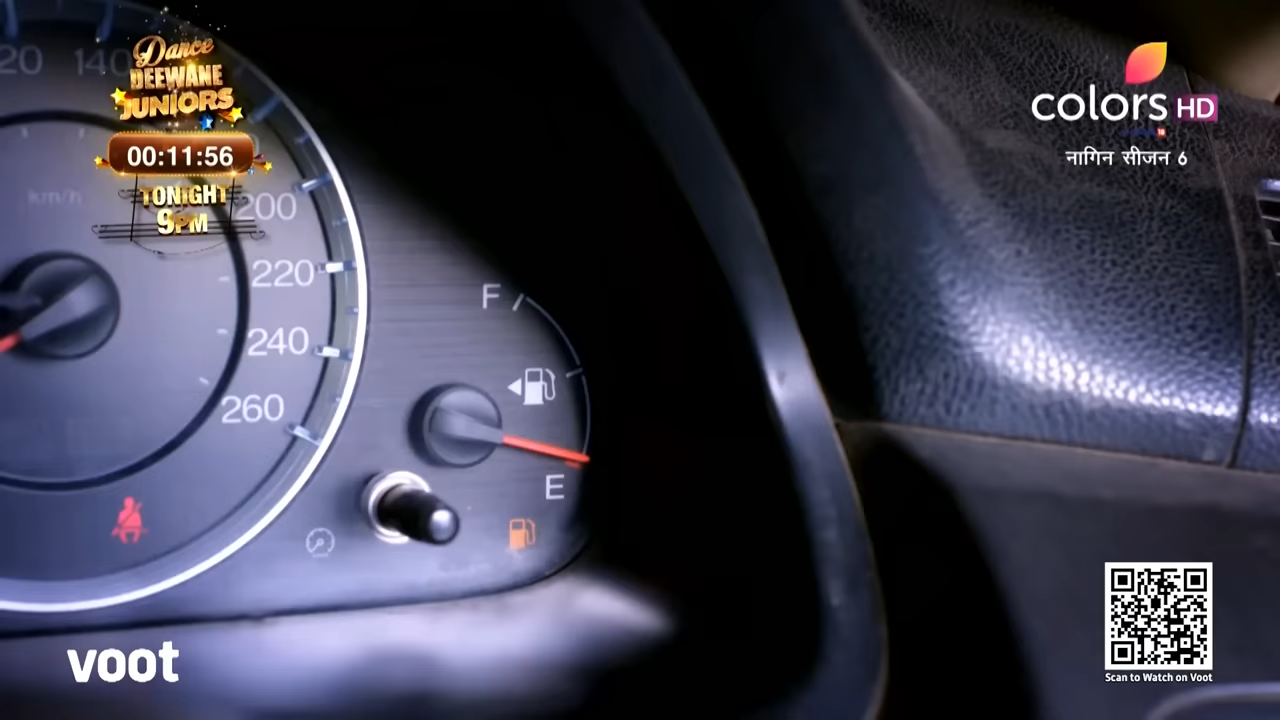 20 140
Dance
DEEWANE
JUNIORS
00:11:56
TONIGHT
9PM
colors HD
नागिन सीजन 6
km/h
200
220
240
260
F
E
voot
Scan to Watch on Voot